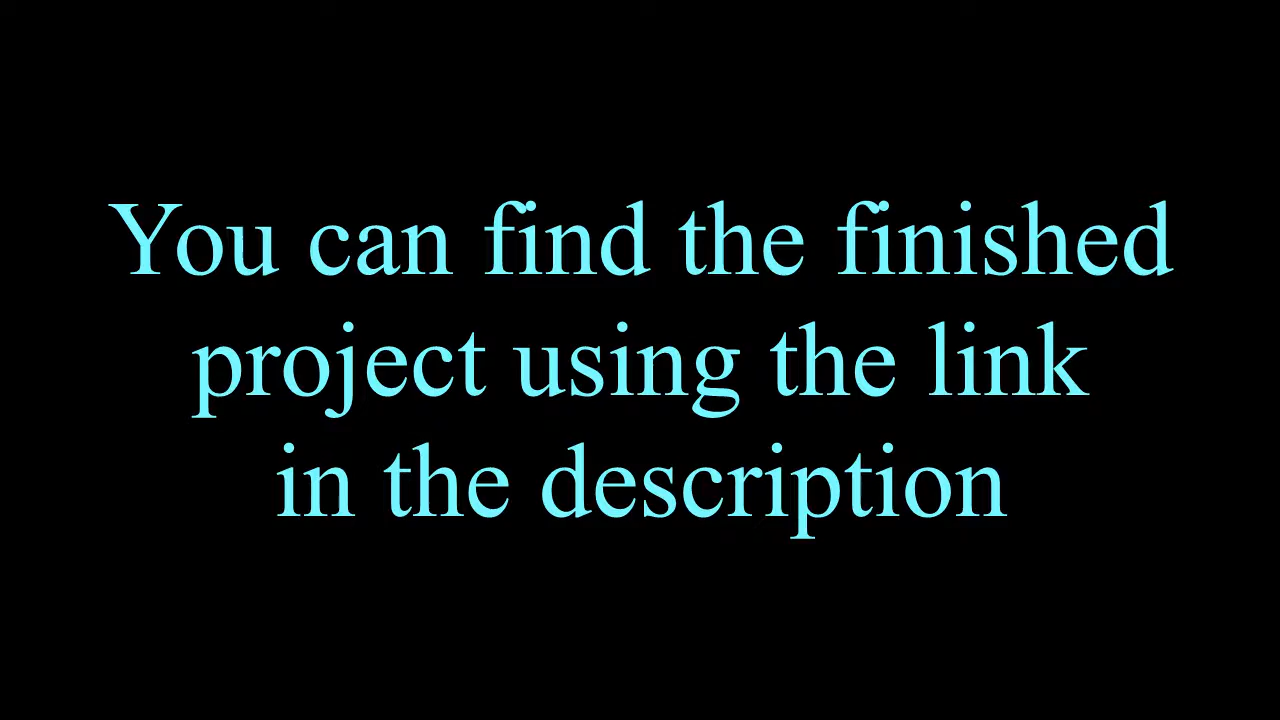 You can find the finished
project using the link
in the description